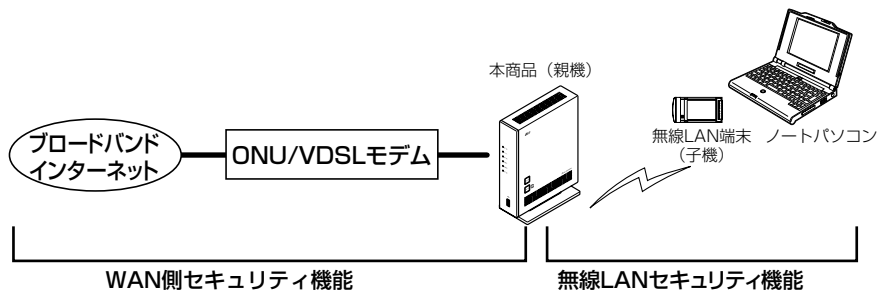 本商品（親機）
無線LAN端末
（子機）
ノートパソコン
ブロードバンド
インターネット
ONU/VDSLモデム
WAN側セキュリティ機能
無線LANセキュリティ機能